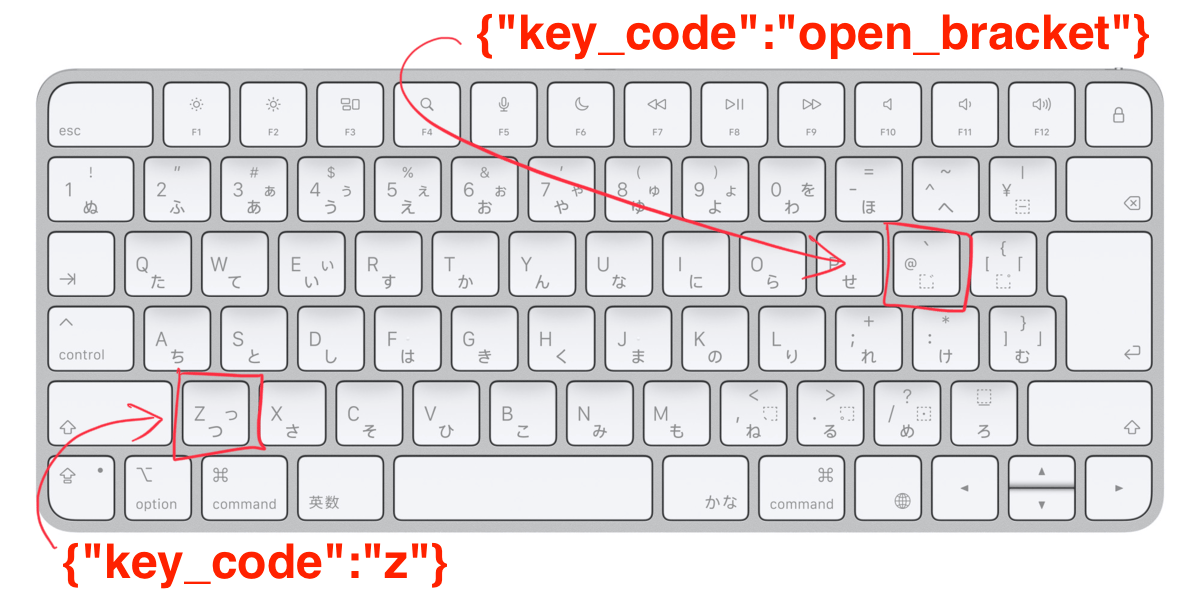 {"key_code":"open_bracket"}
esc F1 F2 F3 F4 F5 F6 F7 F8 F9 F10 F11 F12
! " # $ % & ' ( ) = ~ |
1 ぬ 2 ふ 3 ぁ あ 4 ぅ う 5 ぇ え 6 ぉ お 7 ゃ や 8 ゅ ゆ 9 ょ よ 0 を わ - ほ ^ へ ¥
Q た W て E ぃ い R す T か Y ん U な I に O ら P せ ` @ { [ 「
control A ち S と D し F は G き H く J ま K の L り + ; れ * : け } ] 」 む
Z っ つ X さ C そ V ひ B こ N み M も < , ね > . る ? / め ろ
option command 英数 かな command
{"key_code":"z"}